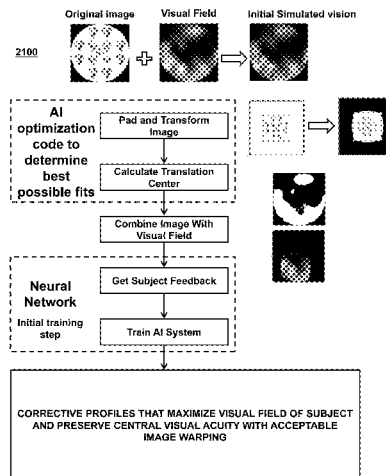 Original image
Visual Field
Initial Simulated vision
2100
AI
optimization
code to
determine
best
possible fits
Pad and Transform
Image
Calculate Translation
Center
Combine Image With
Visual Field
Neural
Network
Initial training
step
Get Subject Feedback
Train AI System
CORRECTIVE PROFILES THAT MAXIMIZE VISUAL FIELD OF SUBJECT
AND PRESERVE CENTRAL VISUAL ACUITY WITH ACCEPTABLE
IMAGE WARPING